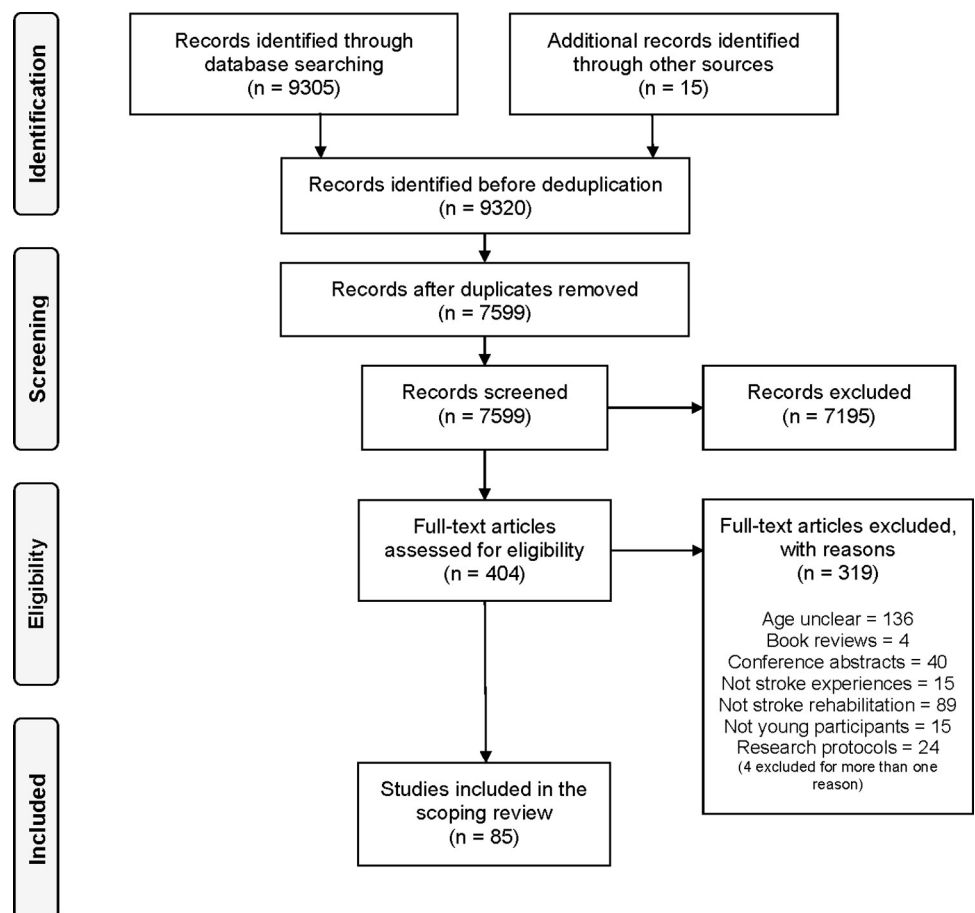 Identification
Records identified through
database searching
(n = 9305)
Additional records identified
through other sources
(n = 15)
Records identified before deduplication
(n = 9320)
Screening
Records after duplicates removed
(n = 7599)
Records screened
(n = 7599)
Records excluded
(n = 7195)
Eligibility
Full-text articles
assessed for eligibility
(n = 404)
Full-text articles excluded,
with reasons
(n = 319)
Age unclear = 136
Book reviews = 4
Conference abstracts = 40
Not stroke experiences = 15
Not stroke rehabilitation = 89
Not young participants = 15
Research protocols = 24
(4 excluded for more than one
reason)
Included
Studies included in the
scoping review
(n = 85)